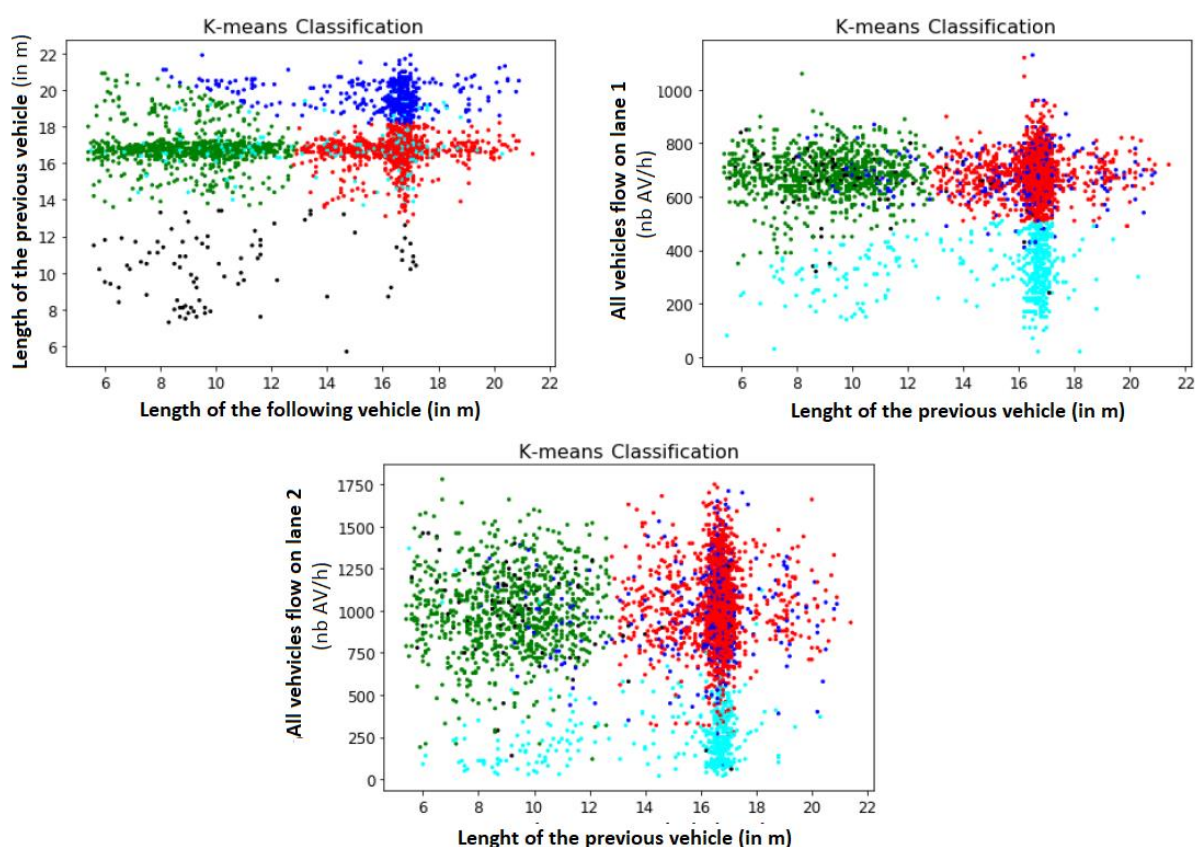 K-means Classification
Length of the previous vehicle (in m)
22
20
18
16
14
12
10
8
6
6 8 10 12 14 16 18 20 22
Length of the following vehicle (in m)
K-means Classification
All vehicles flow on lane 1
(nb AV/h)
1000
800
600
400
200
0
6 8 10 12 14 16 18 20 22
Lenght of the previous vehicle (in m)
K-means Classification
All vehvicles flow on lane 2
(nb AV/h)
1750
1500
1250
1000
750
500
250
0
6 8 10 12 14 16 18 20 22
Lenght of the previous vehicle (in m)